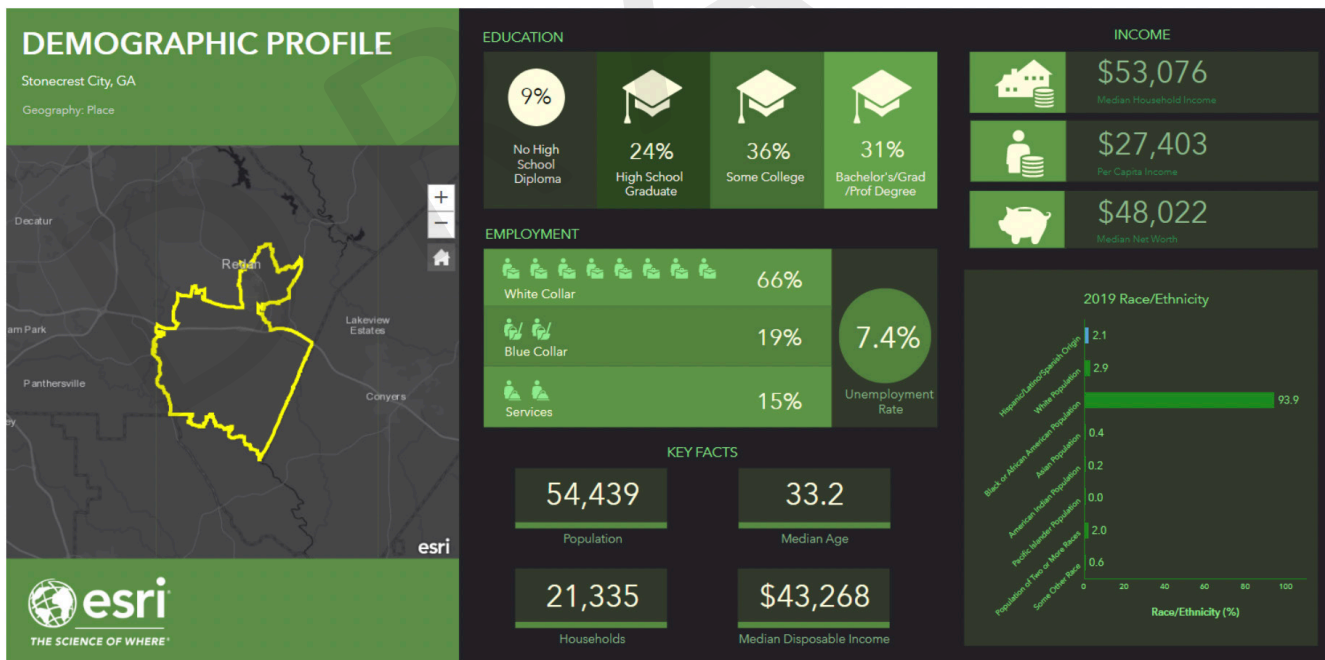 DEMOGRAPHIC PROFILE
Stonecrest City, GA
Geography: Place
Decatur
Redan
Lakeview
Estates
am Park
Panthersville
Conyers
ey
+
−
esri
esri
THE SCIENCE OF WHERE®
EDUCATION
9%
No High
School
Diploma
24%
High School
Graduate
36%
Some College
31%
Bachelor's/Grad
/Prof Degree
EMPLOYMENT
66%
White Collar
19%
Blue Collar
15%
Services
7.4%
Unemployment
Rate
KEY FACTS
54,439
Population
33.2
Median Age
21,335
Households
$43,268
Median Disposable Income
INCOME
$53,076
Median Household Income
$27,403
Per Capita Income
$48,022
Median Net Worth
2019 Race/Ethnicity
Hispanic/Latino/Spanish Origin
2.1
White Population
2.9
Black or African American Population
93.9
Asian Population
0.4
American Indian Population
0.2
Pacific Islander Population
0.0
Population of Two or More Races
2.0
Some Other Race
0.6
0 20 40 60 80 100
Race/Ethnicity (%)